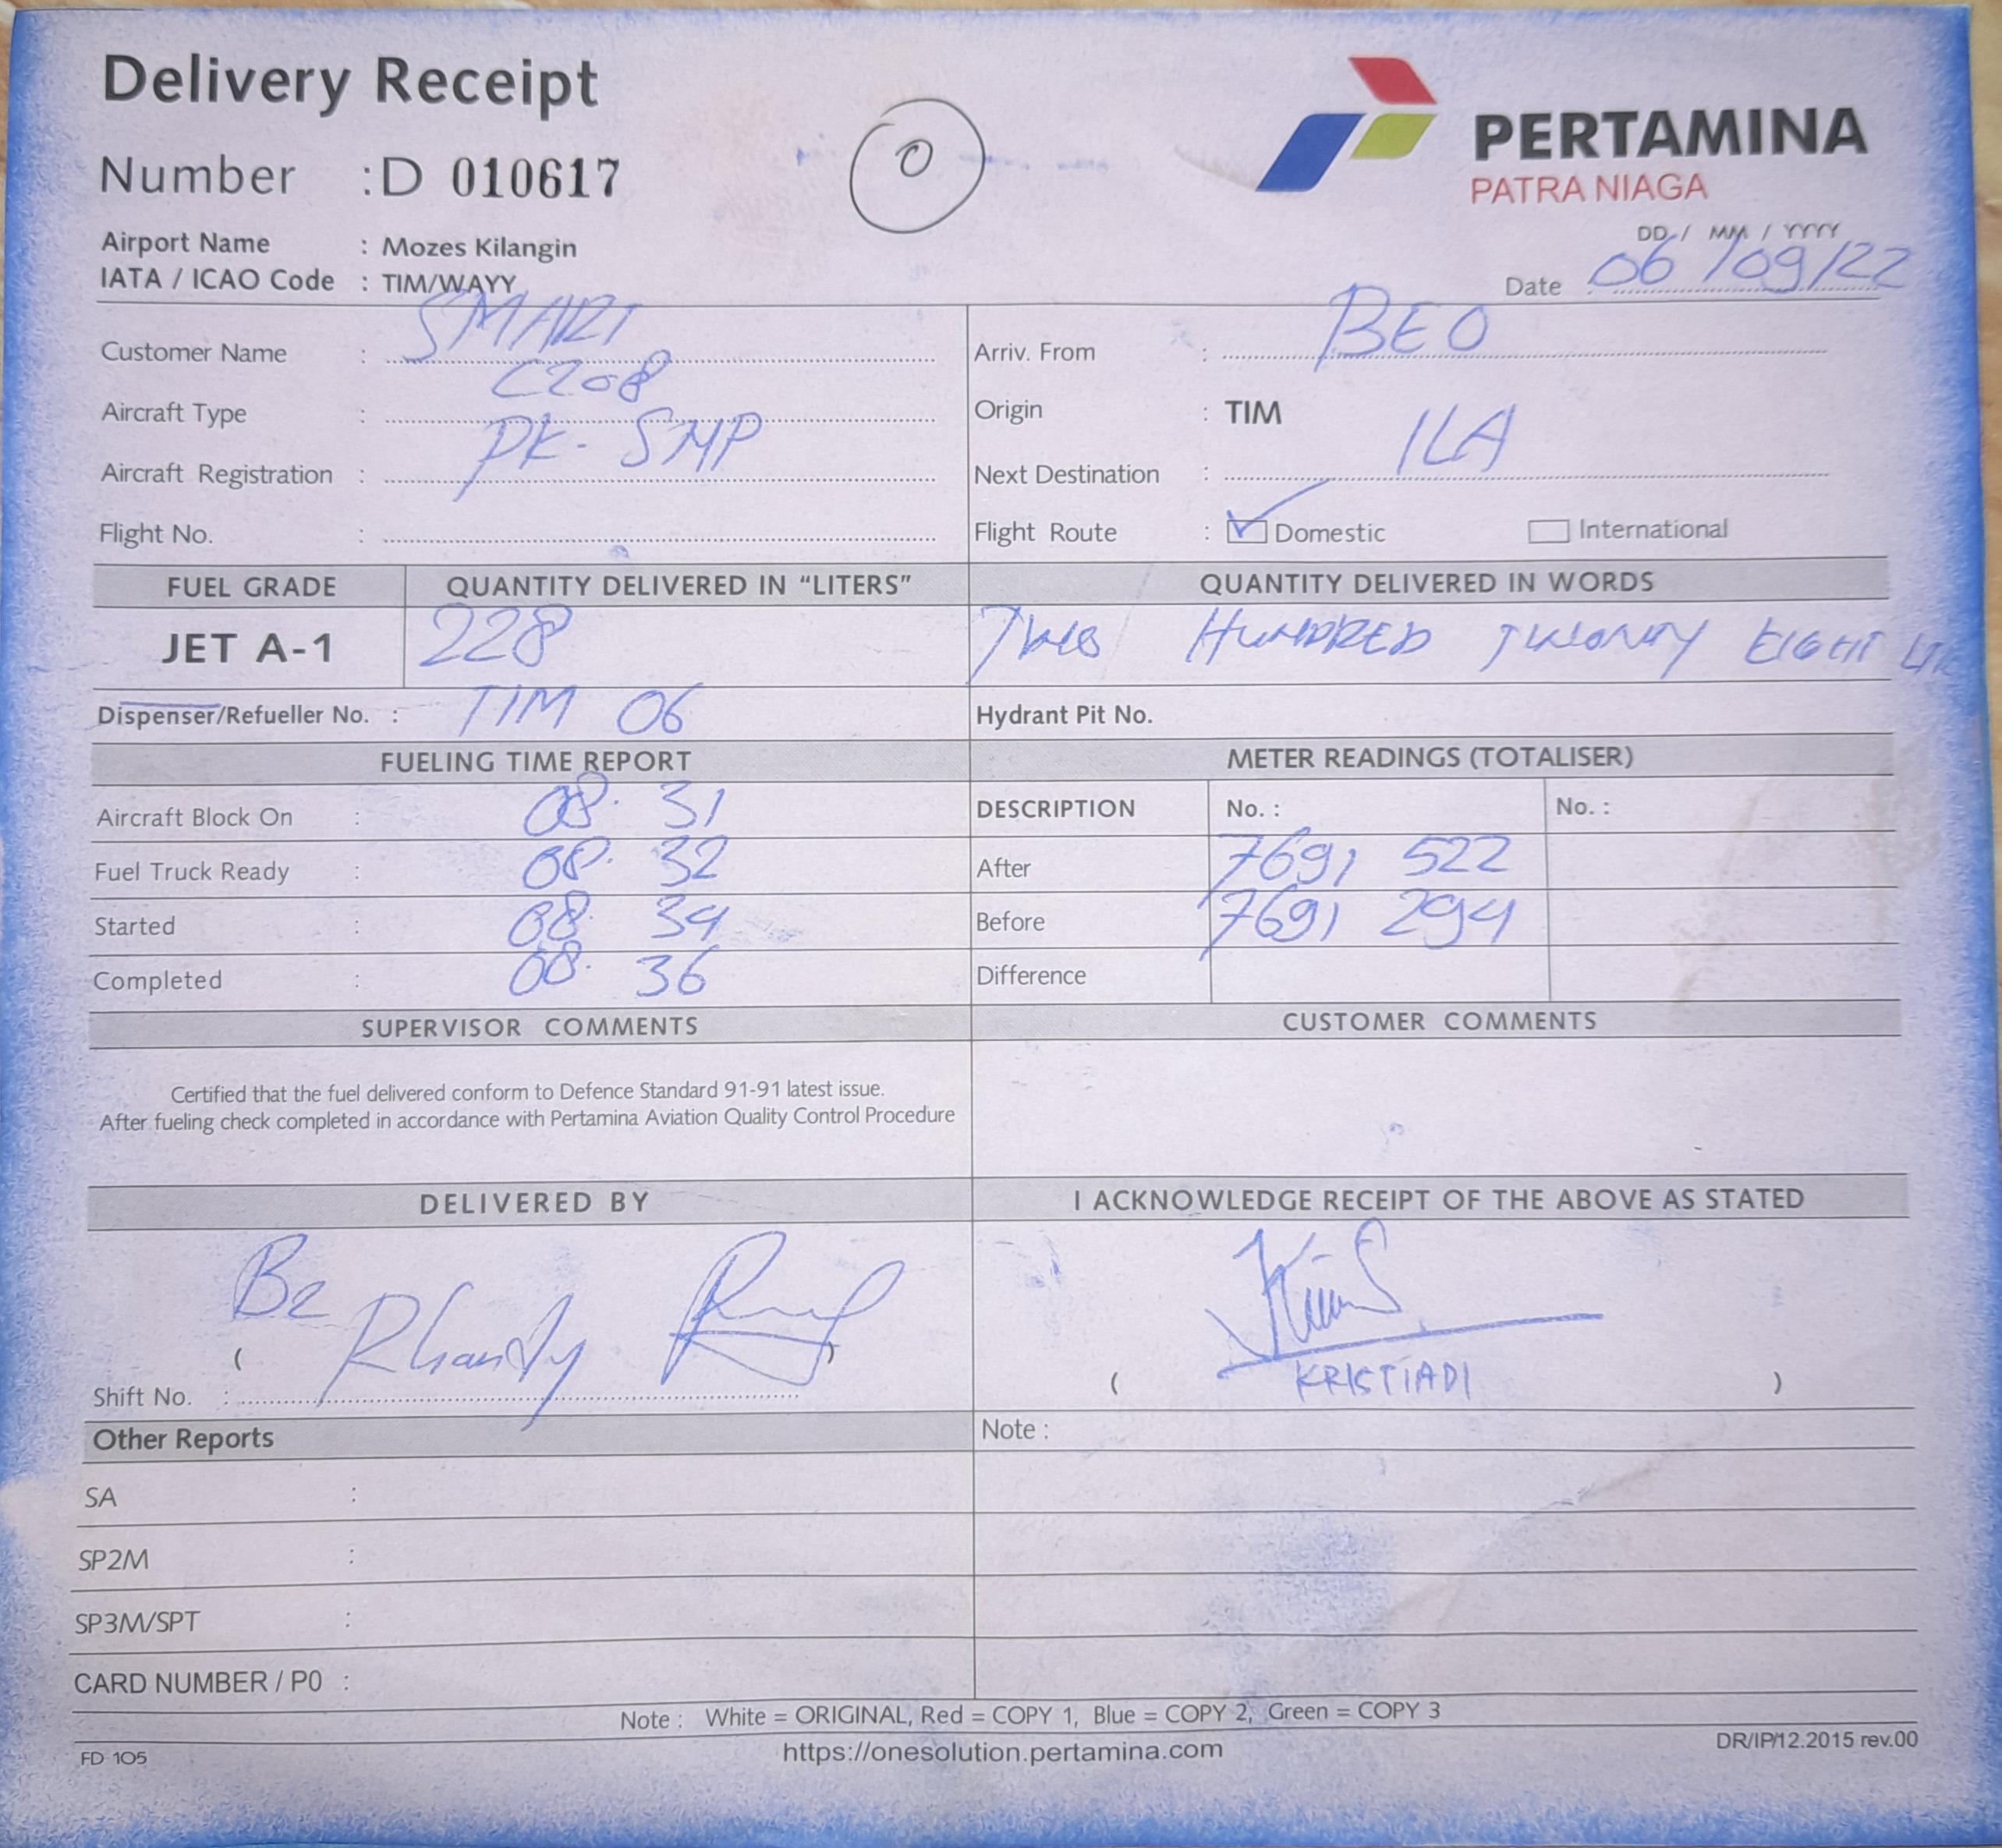 Delivery Receipt
O
PERTAMINA
PATRA NIAGA
Number : D 010617
Airport Name : Mozes Kilangin
IATA / ICAO Code : TIM/WAYY
DD / MM / YYYY
Date : 06/09/22
Customer Name : SMART
Arriv. From : BEO
Aircraft Type : C208
Origin : TIM
Aircraft Registration : PK-SMP
Next Destination : ILA
Flight No. :
Flight Route : Domestic International
FUEL GRADE QUANTITY DELIVERED IN "LITERS" QUANTITY DELIVERED IN WORDS
JET A-1 228 HUNDRED EIGHT
Dispenser/Refueller No. : TIM 06 Hydrant Pit No.
FUELING TIME REPORT METER READINGS (TOTALISER)
Aircraft Block On : 08. 31 DESCRIPTION No. : No. :
Fuel Truck Ready : 08. 32 After 7691 522
Started : 08. 34 Before 7691 294
Completed : 08. 36 Difference
SUPERVISOR COMMENTS CUSTOMER COMMENTS
Certified that the fuel delivered conform to Defence Standard 91-91 latest issue.
After fueling check completed in accordance with Pertamina Aviation Quality Control Procedure
DELIVERED BY I ACKNOWLEDGE RECEIPT OF THE ABOVE AS STATED
B2
( Rhandy ) ( KRISTIADI )
Shift No. :
Other Reports Note :
SA :
SP2M :
SP3M/SPT :
CARD NUMBER / P0 :
Note : White = ORIGINAL, Red = COPY 1, Blue = COPY 2, Green = COPY 3
FD 105 https://onesolution.pertamina.com DR/IP/12.2015 rev.00